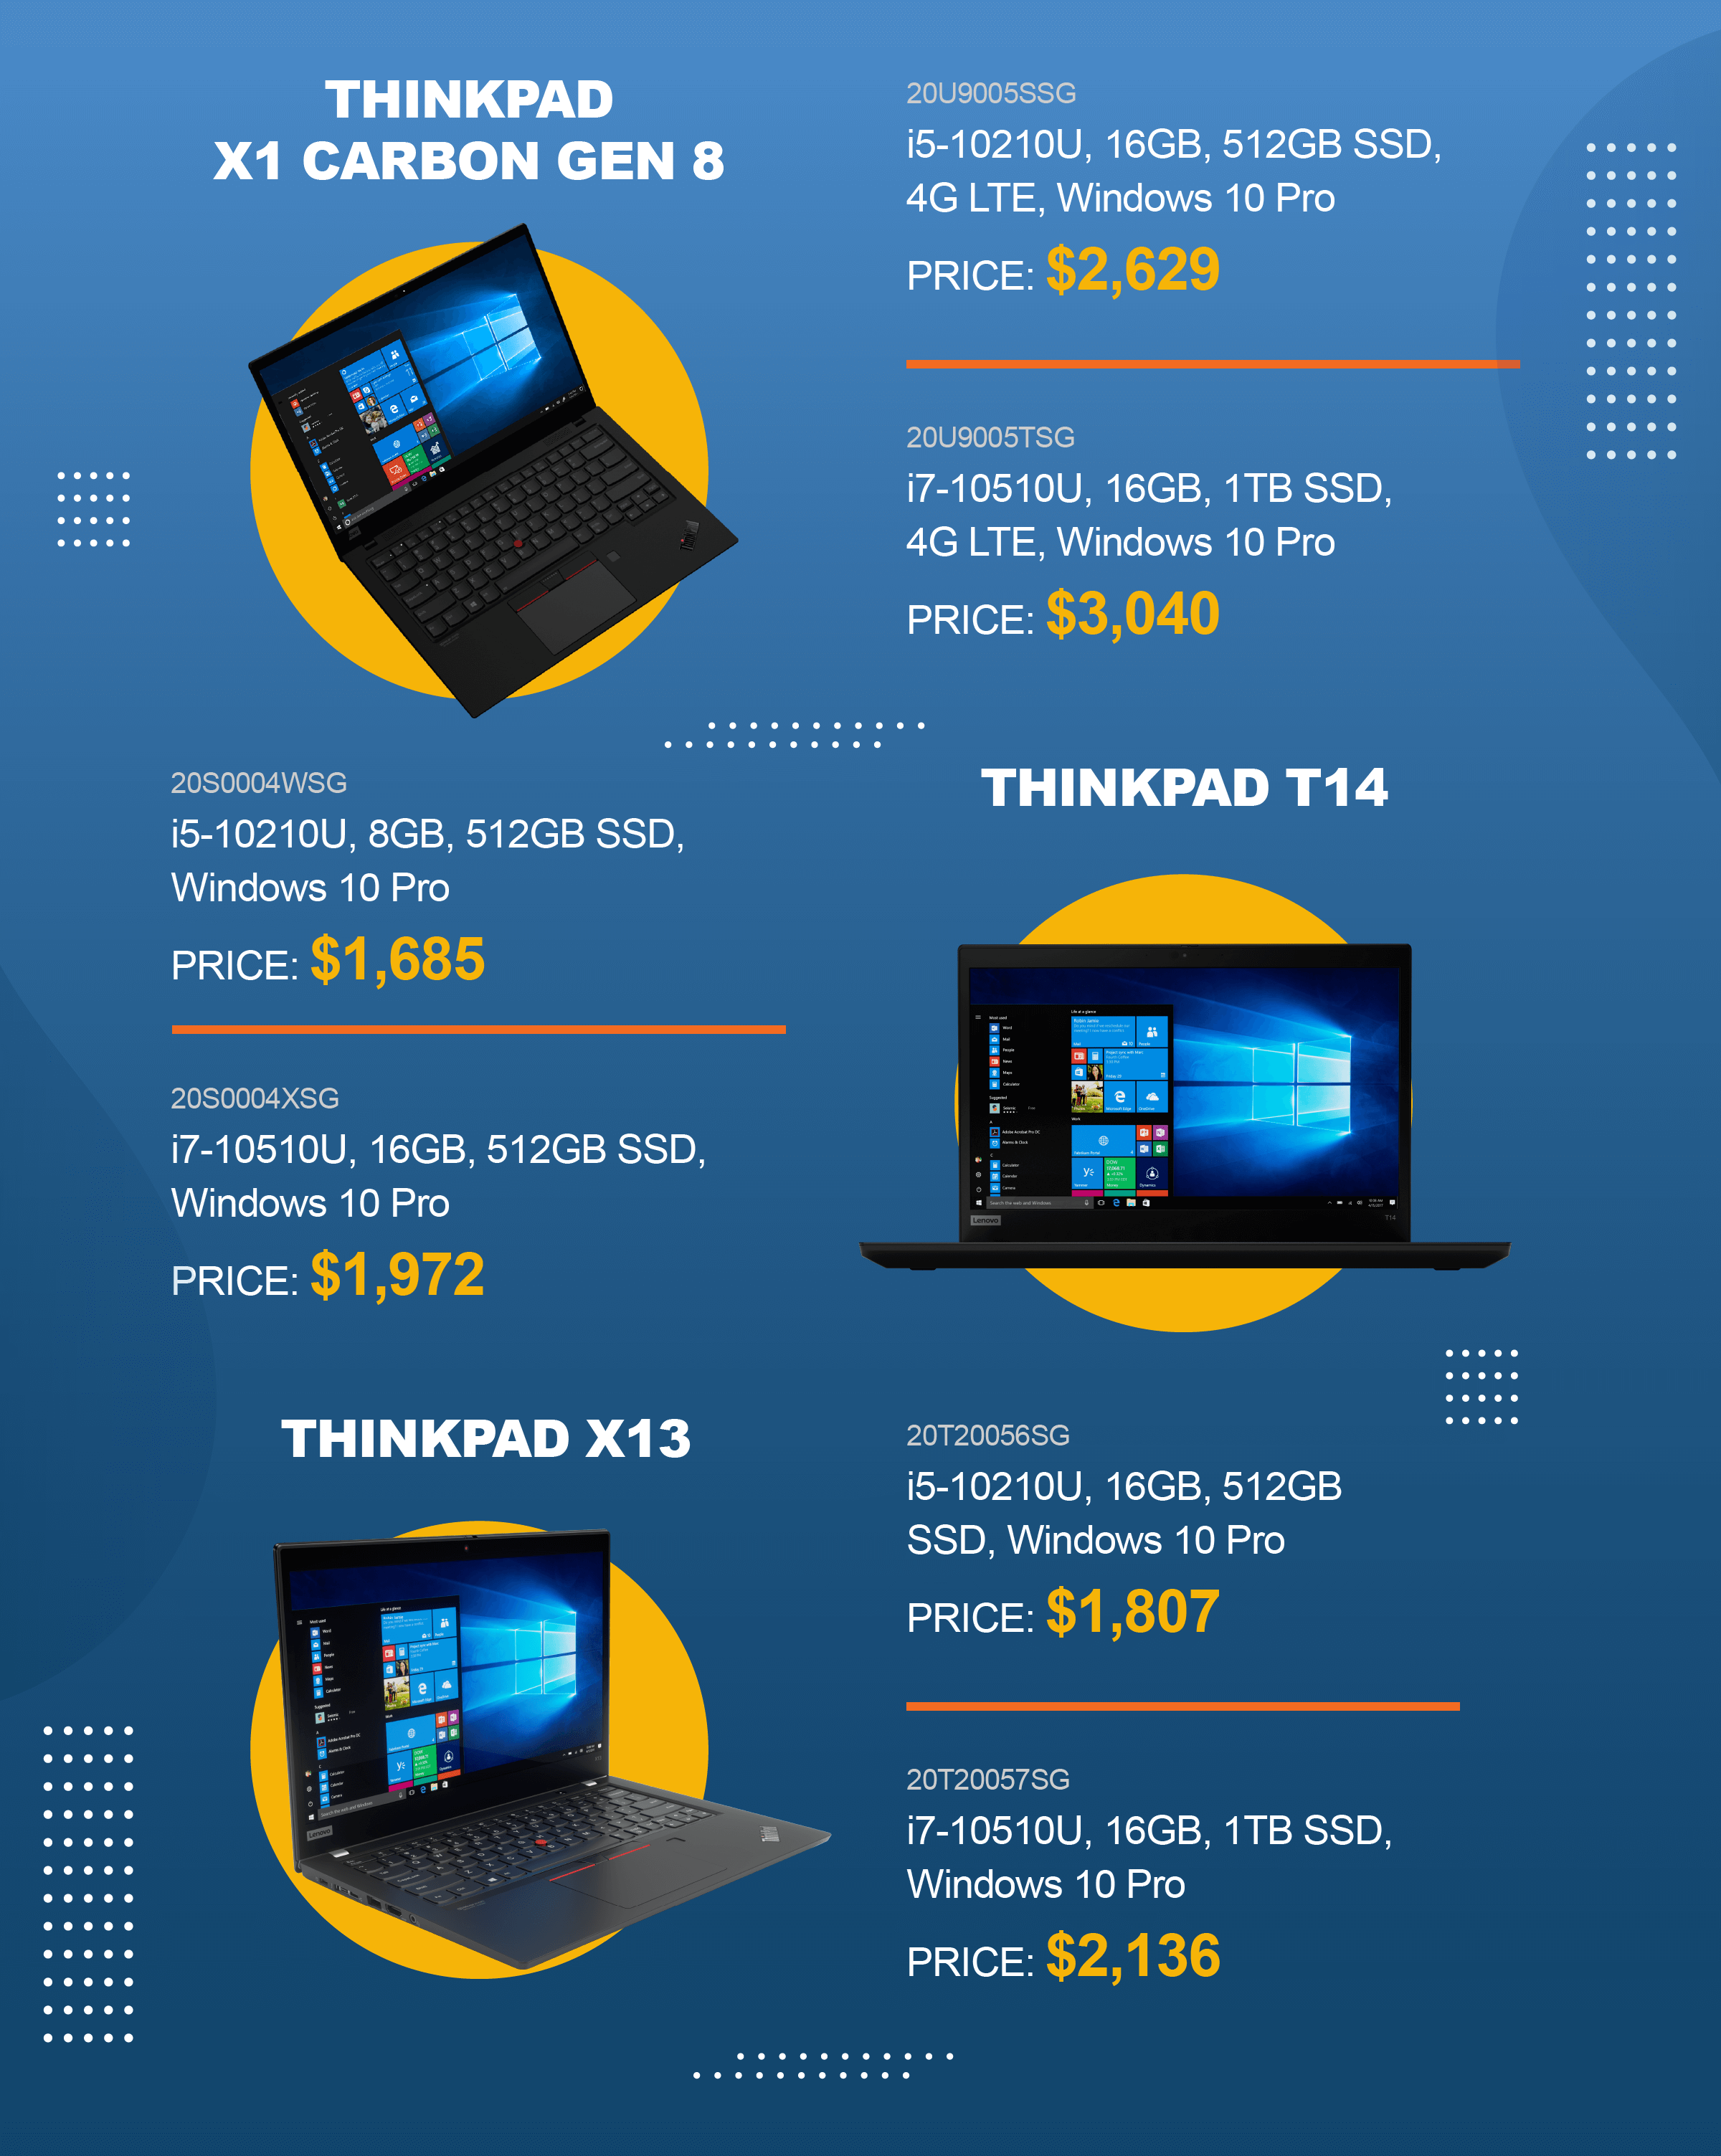 THINKPAD
X1 CARBON GEN 8
20U9005SSG
i5-10210U, 16GB, 512GB SSD,
4G LTE, Windows 10 Pro
PRICE: $2,629
20U9005TSG
i7-10510U, 16GB, 1TB SSD,
4G LTE, Windows 10 Pro
PRICE: $3,040
20S0004WSG
i5-10210U, 8GB, 512GB SSD,
Windows 10 Pro
PRICE: $1,685
20S0004XSG
i7-10510U, 16GB, 512GB SSD,
Windows 10 Pro
PRICE: $1,972
THINKPAD T14
Lenovo
T14
THINKPAD X13
Lenovo
ThinkPad
20T20056SG
i5-10210U, 16GB, 512GB
SSD, Windows 10 Pro
PRICE: $1,807
20T20057SG
i7-10510U, 16GB, 1TB SSD,
Windows 10 Pro
PRICE: $2,136